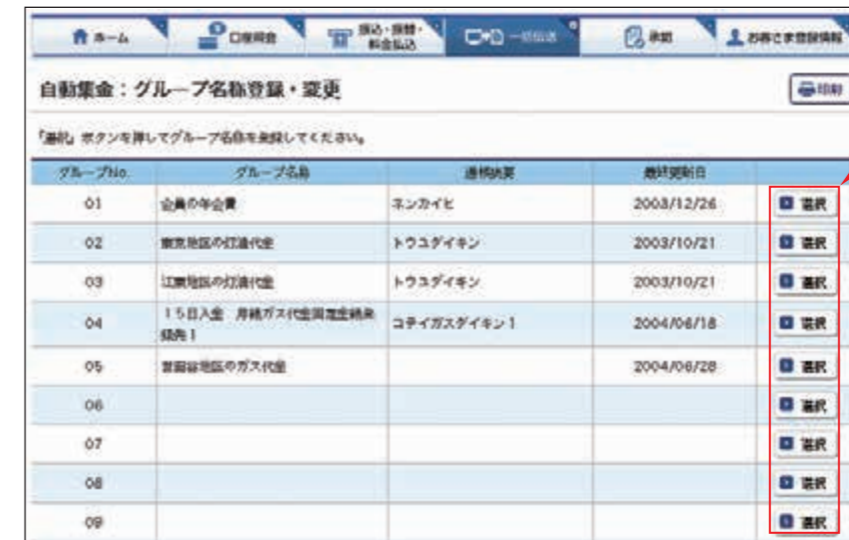 ホーム
口座照会
振込・振替・
料金払込
一括伝送
承認
お客さま登録情報
自動集金：グループ名称登録・変更
印刷
「選択」ボタンを押してグループ名称を登録してください。
グループNo. グループ名称 通帳摘要 最終更新日
01 会員の年会費 ネンカイヒ 2003/12/26 選択
02 東京地区の灯油代金 トウユダイキン 2003/10/21 選択
03 江東地区の灯油代金 トウユダイキン 2003/10/21 選択
04 15日入金 月締ガス代金固定金額 コテイガスダイキン1 2004/06/18 選択
05 世田谷地区のガス代金 2004/06/28 選択
06 選択
07 選択
08 選択
09 選択